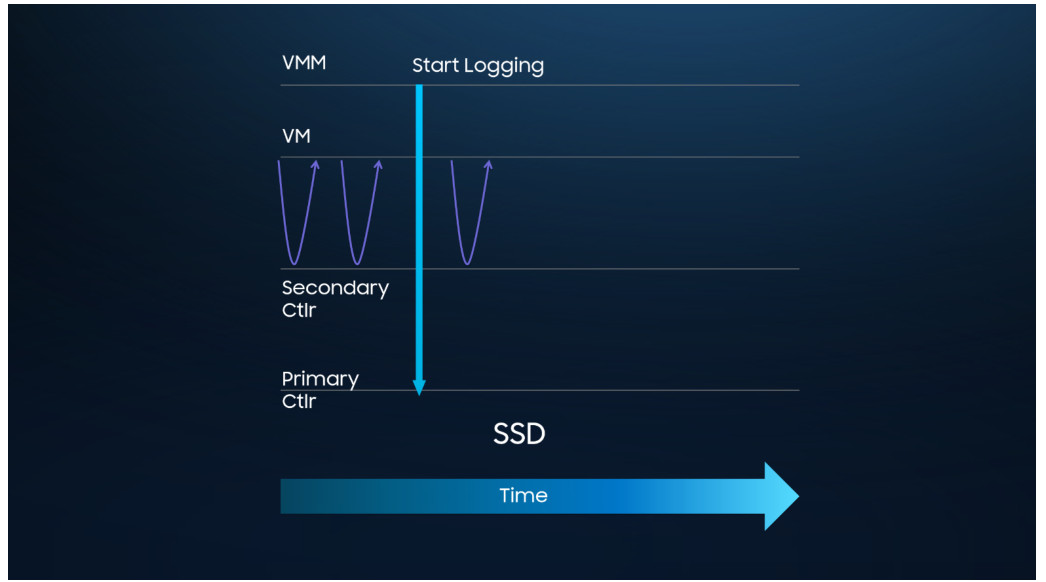 VMM
Start Logging
VM
Secondary
Ctlr
Primary
Ctlr
SSD
Time